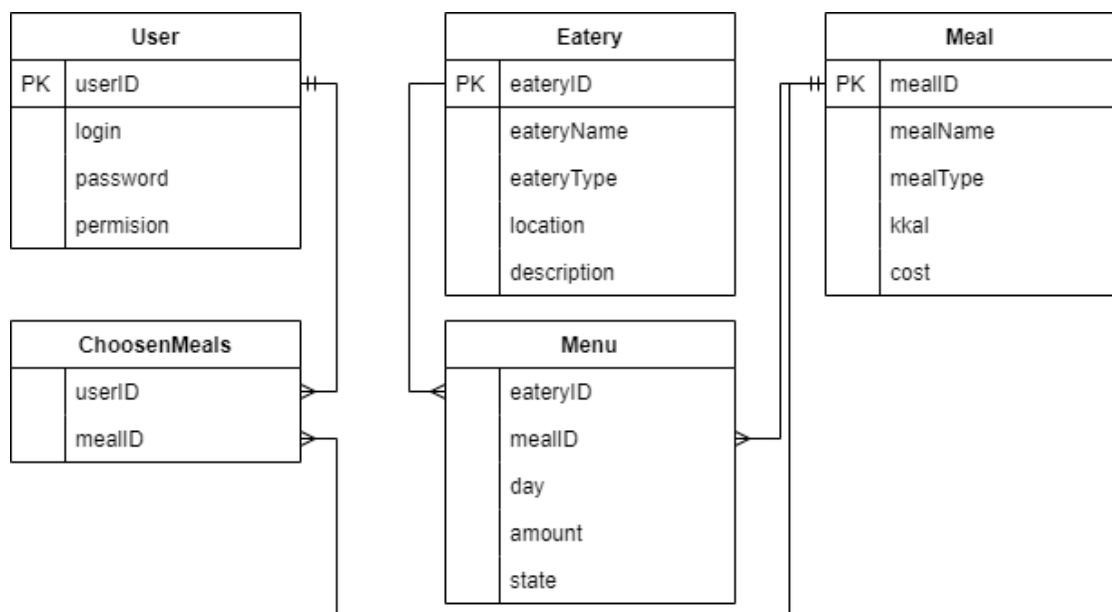 User
PK userID
login
password
permision
Eatery
PK eateryID
eateryName
eateryType
location
description
Meal
PK mealID
mealName
mealType
kkal
cost
ChoosenMeals
userID
mealID
Menu
eateryID
mealID
day
amount
state